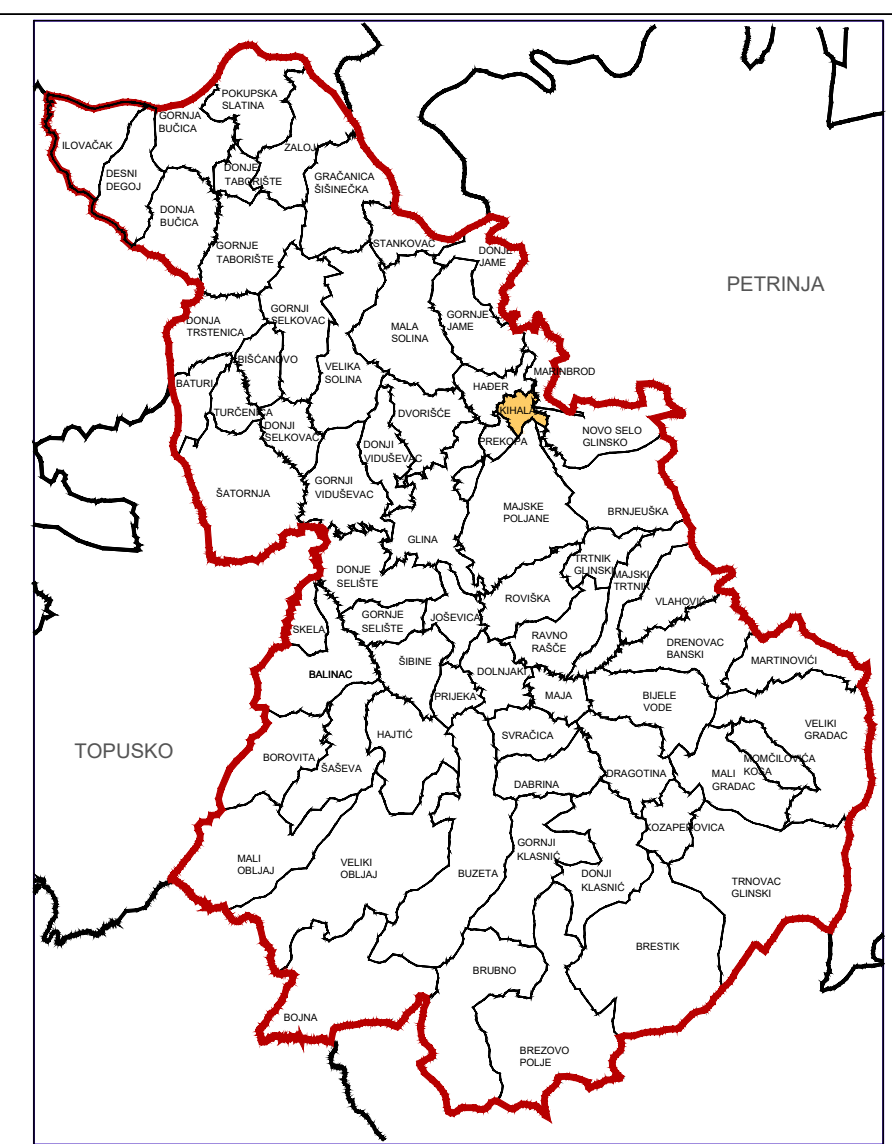 POKUPSKA
SLATINA
GORNJA
BUČICA
ILOVAČAK
ZALOJ
DESNI
DEGOJ
DONJE
TABORIŠTE
GRAČANICA
ŠIŠINEČKA
DONJA
BUČICA
GORNJE
TABORIŠTE
STANKOVAC
DONJE
JAME
PETRINJA
GORNJI
SELKOVAC
DONJA
TRSTENICA
MALA
SOLINA
GORNJE
JAME
BIŠĆANOVO
VELIKA
SOLINA
MARINBROD
BATURI
HAĐER
TURČENICA
DVORIŠĆE
KIHALA
DONJI
SELKOVAC
PREKOPA
NOVO SELO
GLINSKO
DONJI
VIDUŠEVAC
GORNJI
VIDUŠEVAC
ŠATORNJA
MAJSKE
POLJANE
BRNJEUŠKA
GLINA
DONJE
SELIŠTE
TRTNIK
GLINSKI
MAJSKI
TRTNIK
ROVIŠKA
VLAHOVIĆ
GORNJE
SELIŠTE
JOŠEVICA
SKELA
RAVNO
RAŠČE
DRENOVAC
BANSKI
ŠIBINE
MARTINOVIĆI
BALINAC
DOLNJAKI
PRIJEKA
MAJA
BIJELE
VODE
VELIKI
GRADAC
HAJTIĆ
SVRAČICA
TOPUSKO
BOROVITA
ŠAŠEVA
MOMČILOVIĆA
KOSA
DRAGOTINA
MALI
GRADAC
DABRINA
KOZAPEROVICA
GORNJI
KLASNIĆ
MALI
OBLJAJ
VELIKI
OBLJAJ
BUZETA
DONJI
KLASNIĆ
TRNOVAC
GLINSKI
BRESTIK
BRUBNO
BOJNA
BREZOVO
POLJE